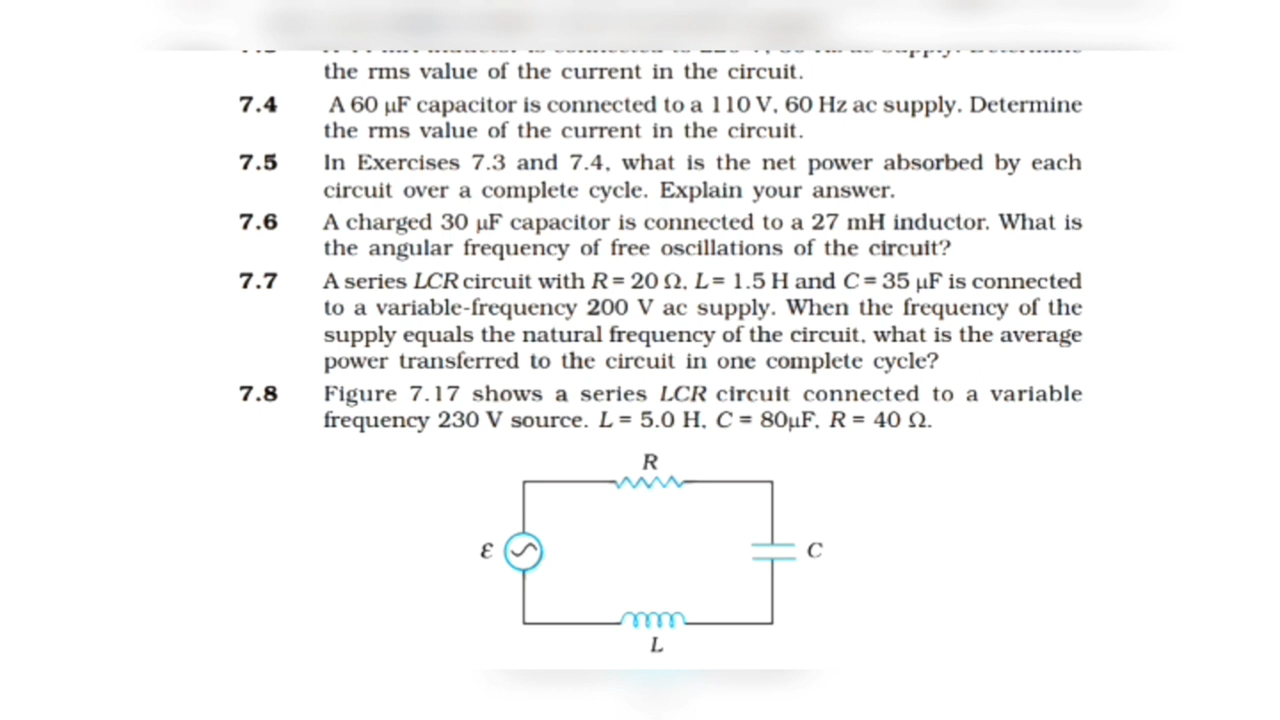 the rms value of the current in the circuit.
7.4 A 60 μF capacitor is connected to a 110 V, 60 Hz ac supply. Determine
the rms value of the current in the circuit.
7.5 In Exercises 7.3 and 7.4, what is the net power absorbed by each
circuit over a complete cycle. Explain your answer.
7.6 A charged 30 μF capacitor is connected to a 27 mH inductor. What is
the angular frequency of free oscillations of the circuit?
7.7 A series LCR circuit with R = 20 Ω, L = 1.5 H and C = 35 μF is connected
to a variable-frequency 200 V ac supply. When the frequency of the
supply equals the natural frequency of the circuit, what is the average
power transferred to the circuit in one complete cycle?
7.8 Figure 7.17 shows a series LCR circuit connected to a variable
frequency 230 V source. L = 5.0 H, C = 80μF, R = 40 Ω.
R
ε
C
L